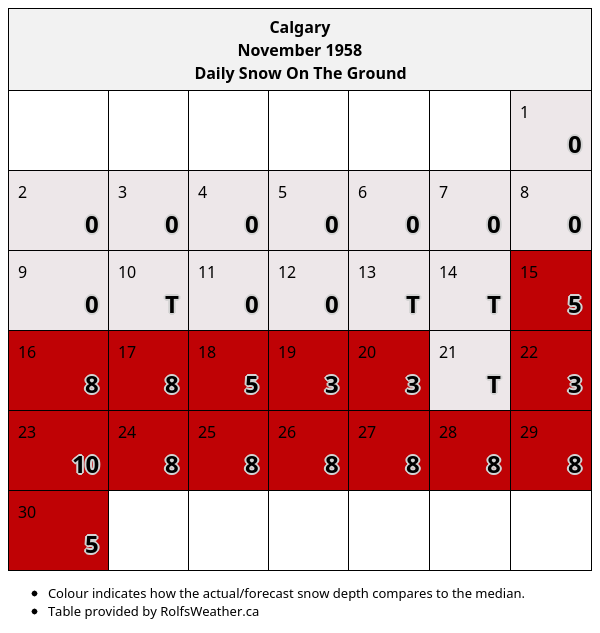 Calgary
November 1958
Daily Snow On The Ground
1
0
2 3 4 5 6 7 8
0 0 0 0 0 0 0
9 10 11 12 13 14 15
0 T 0 0 T T 5
16 17 18 19 20 21 22
8 8 5 3 3 T 3
23 24 25 26 27 28 29
10 8 8 8 8 8 8
30
5
Colour indicates how the actual/forecast snow depth compares to the median.
Table provided by RolfsWeather.ca